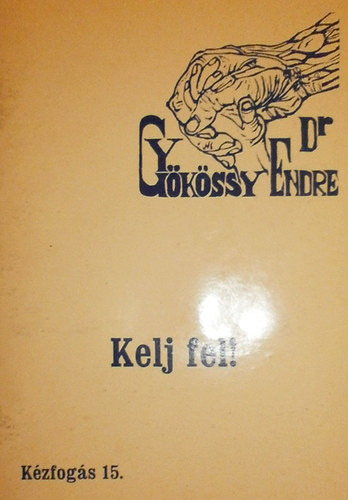 Dr
GYÖKÖSSY ENDRE
Kelj fel!
Kézfogás 15.